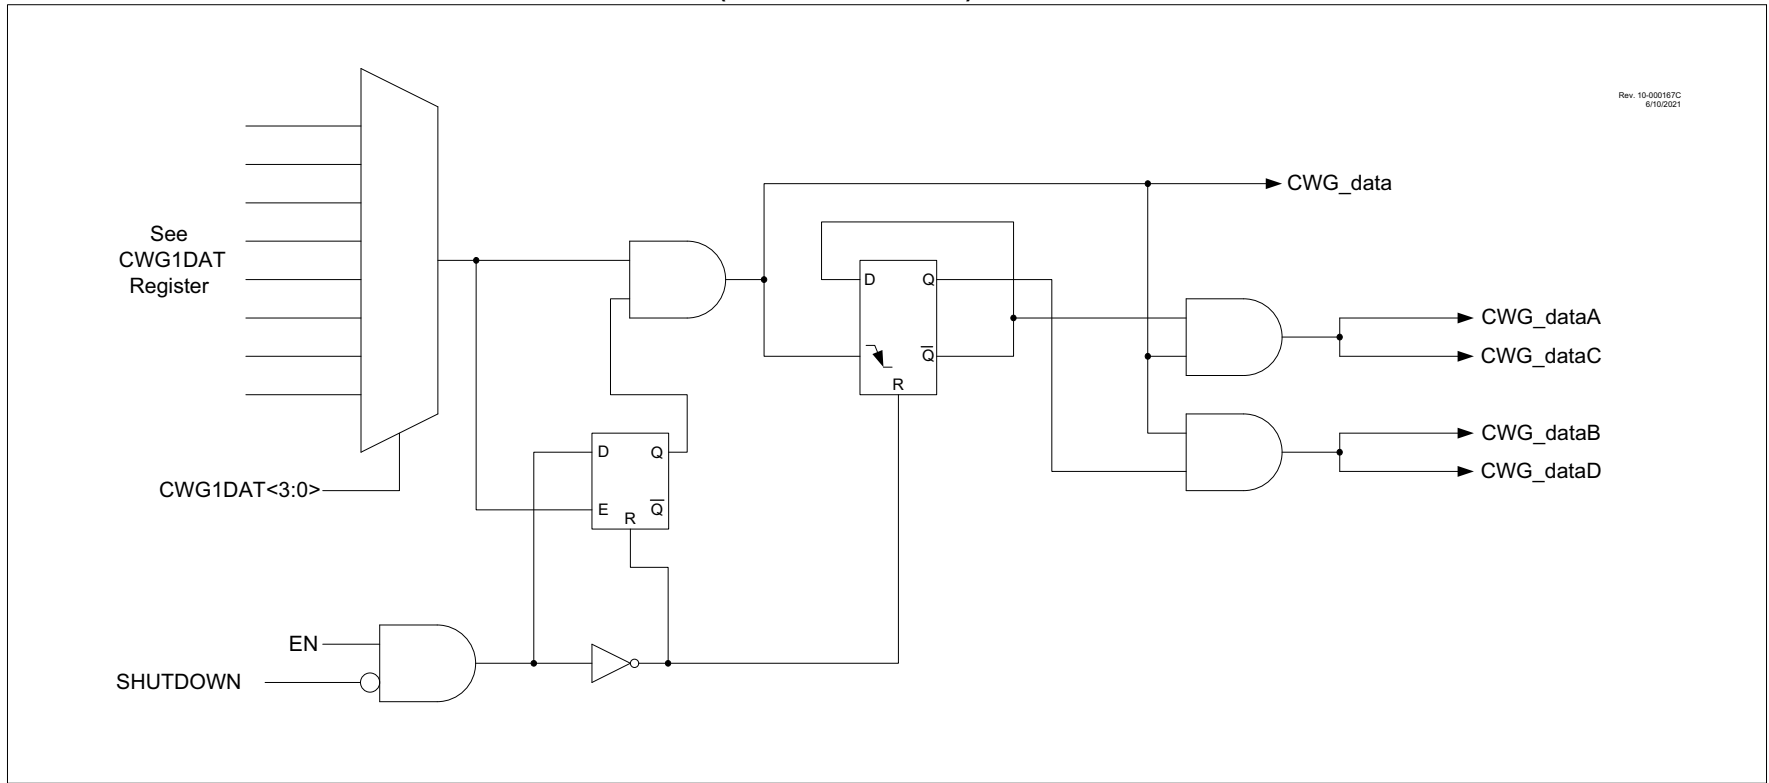 Rev. 10-000167C
6/10/2021
CWG_data
See
CWG1DAT
Register
D
Q
CWG_dataA
Q
CWG_dataC
R
CWG_dataB
D
Q
CWG_dataD
CWG1DAT<3:0>
E
Q
R
EN
SHUTDOWN